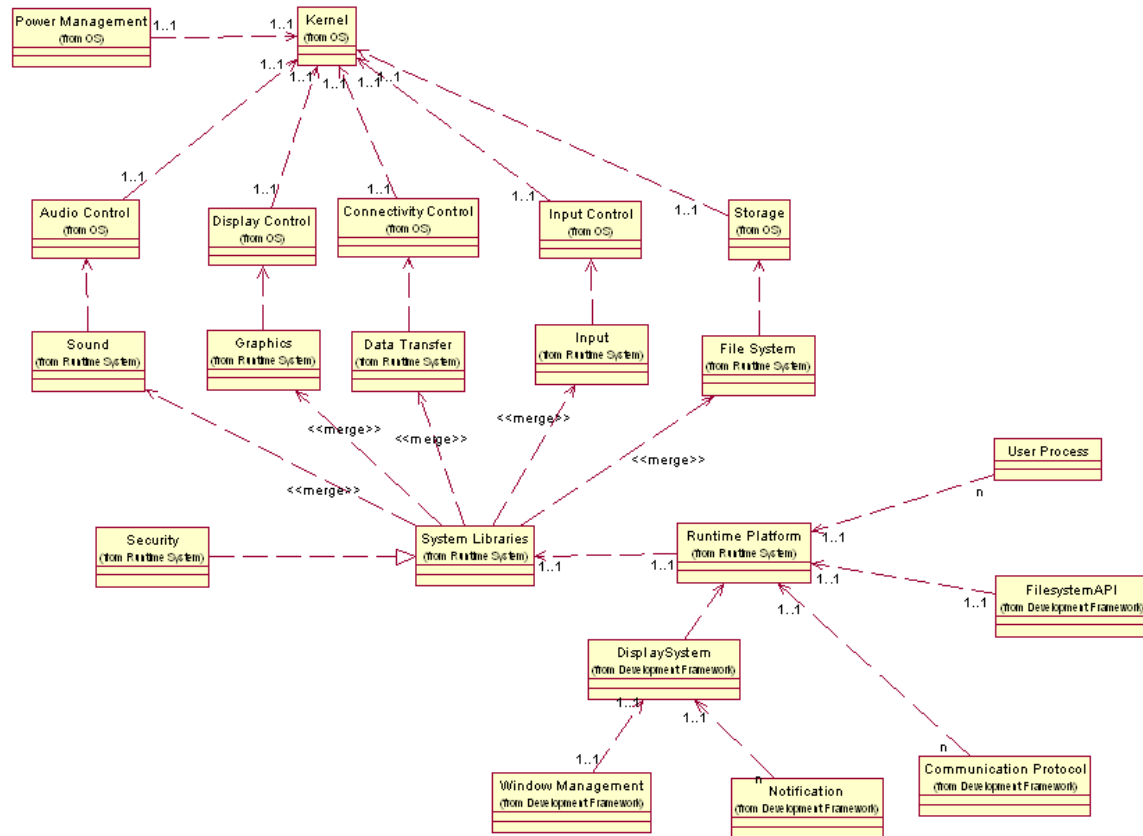 Power Management
(from OS)
1..1
1..1
Kernel
(from OS)
1..1
1..1
1..1
1..1
1..1
1..1
1..1
1..1
1..1
1..1
Audio Control
(from OS)
Display Control
(from OS)
Connectivity Control
(from OS)
Input Control
(from OS)
Storage
(from OS)
Sound
(from Runtime System)
Graphics
(from Runtime System)
Data Transfer
(from Runtime System)
Input
(from Runtime System)
File System
(from Runtime System)
<<merge>>
<<merge>>
<<merge>>
<<merge>>
<<merge>>
User Process
n
1..1
Security
(from Runtime System)
System Libraries
(from Runtime System)
1..1
1..1
Runtime Platform
(from Runtime System)
1..1
1..1
FilesystemAPI
(from Development Framework)
1..1
DisplaySystem
(from Development Framework)
1..1
1..1
1..1
n
n
Window Management
(from Development Framework)
Notification
(from Development Framework)
Communication Protocol
(from Development Framework)